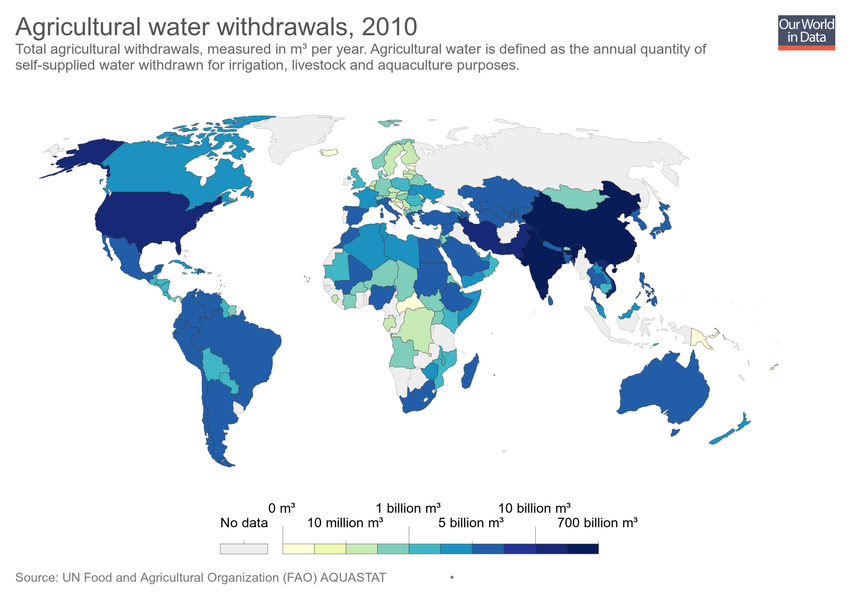 Agricultural water withdrawals, 2010
Our World
in Data
Total agricultural withdrawals, measured in m³ per year. Agricultural water is defined as the annual quantity of
self-supplied water withdrawn for irrigation, livestock and aquaculture purposes.
0 m³ 1 billion m³ 10 billion m³
No data 10 million m³ 5 billion m³ 700 billion m³
Source: UN Food and Agricultural Organization (FAO) AQUASTAT •